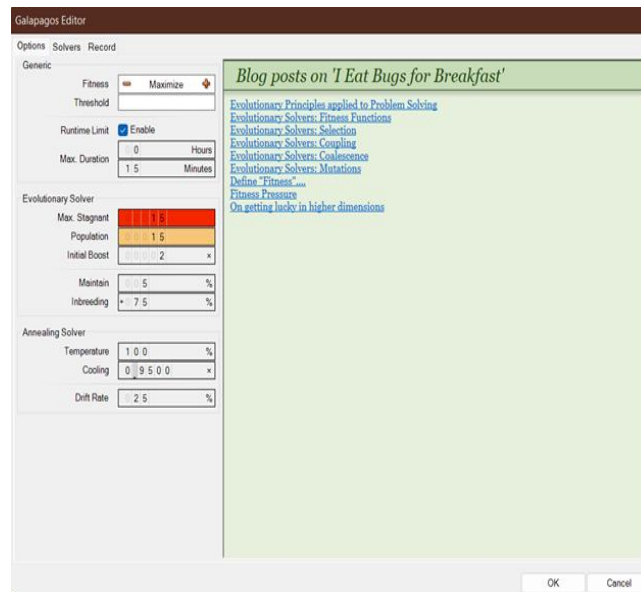 Galapagos Editor
Options Solvers Record
Generic
Fitness Maximize
Threshold
Runtime Limit Enable
Max. Duration 0 Hours
15 Minutes
Evolutionary Solver
Max. Stagnant 15
Population 15
Initial Boost 2 ×
Maintain 5 %
Inbreeding +75 %
Annealing Solver
Temperature 100 %
Cooling 0.9500 ×
Drift Rate 25 %
Blog posts on 'I Eat Bugs for Breakfast'
Evolutionary Principles applied to Problem Solving
Evolutionary Solvers: Fitness Functions
Evolutionary Solvers: Selection
Evolutionary Solvers: Coupling
Evolutionary Solvers: Coalescence
Evolutionary Solvers: Mutations
Define "Fitness"....
Fitness Pressure
On getting lucky in higher dimensions
OK Cancel